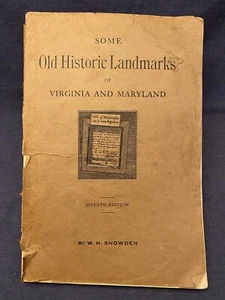 SOME
Old Historic Landmarks
OF
VIRGINIA AND MARYLAND
SEVENTH EDITION
BY W. H. SNOWDEN